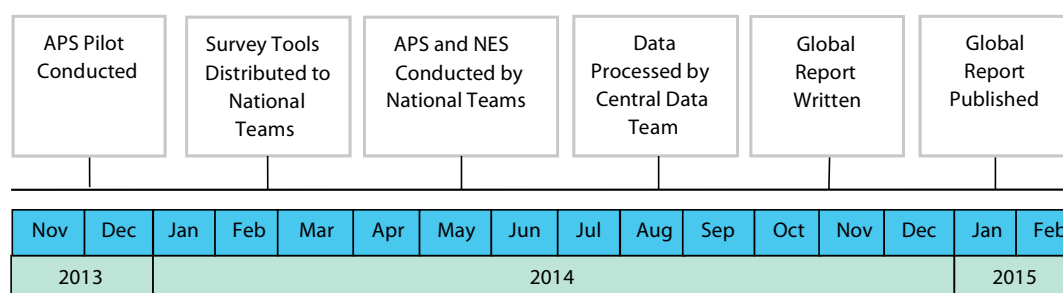 APS Pilot
Conducted
Survey Tools
Distributed to
National
Teams
APS and NES
Conducted by
National Teams
Data
Processed by
Central Data
Team
Global
Report
Written
Global
Report
Published
Nov Dec Jan Feb Mar Apr May Jun Jul Aug Sep Oct Nov Dec Jan Feb
2013 2014 2015